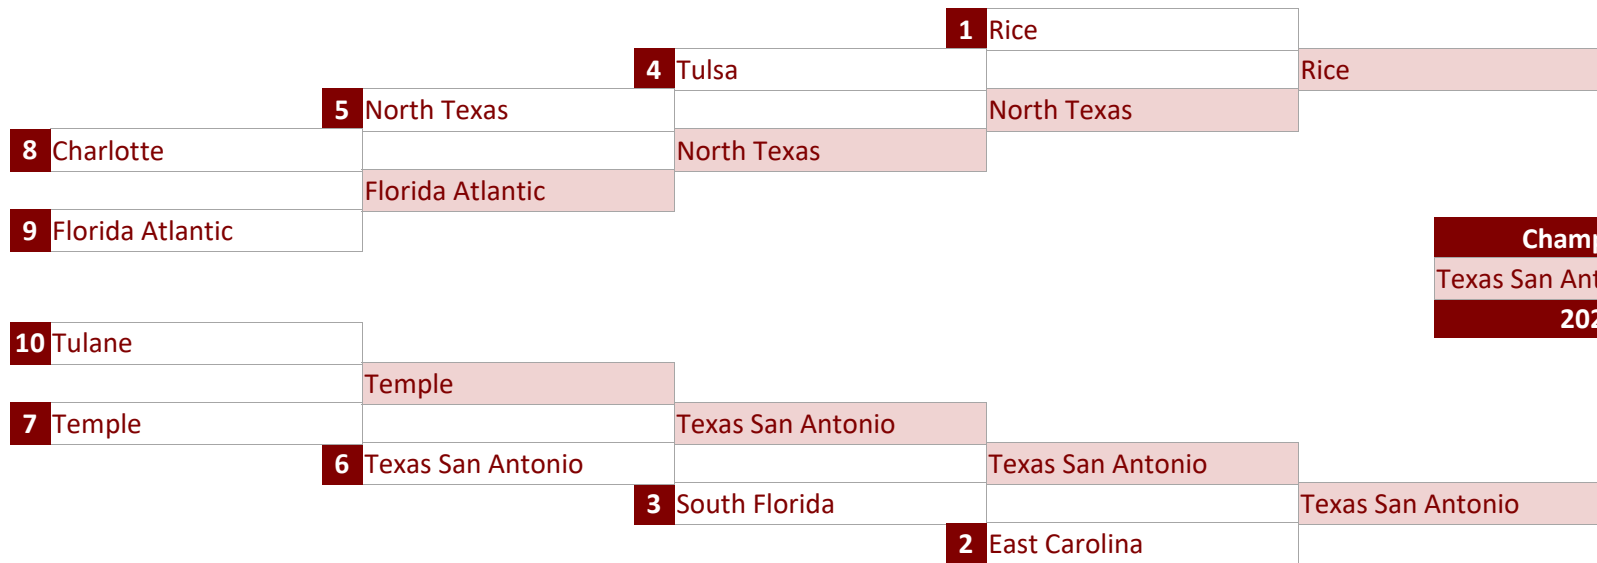 1 Rice
4 Tulsa Rice
5 North Texas North Texas
8 Charlotte North Texas
Florida Atlantic
9 Florida Atlantic
Texas San
10 Tulane
Temple
7 Temple Texas San Antonio
6 Texas San Antonio Texas San Antonio
3 South Florida Texas San Antonio
2 East Carolina